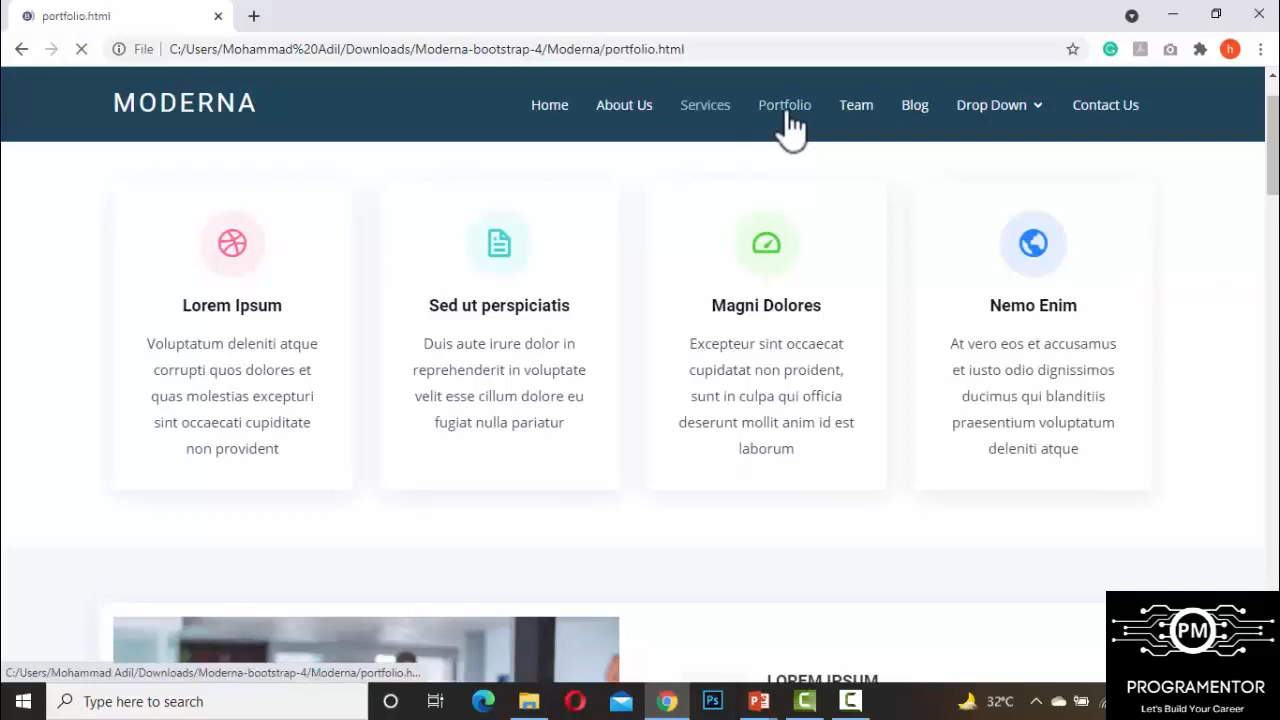 portfolio.html
File
C:/Users/Mohammad%20Adil/Downloads/Moderna-bootstrap-4/Moderna/portfolio.html
h
MODERNA
Home About Us Services Portfolio Team Blog Drop Down Contact Us
Lorem Ipsum
Voluptatum deleniti atque
corrupti quos dolores et
quas molestias excepturi
sint occaecati cupiditate
non provident
Sed ut perspiciatis
Duis aute irure dolor in
reprehenderit in voluptate
velit esse cillum dolore eu
fugiat nulla pariatur
Magni Dolores
Excepteur sint occaecat
cupidatat non proident,
sunt in culpa qui officia
deserunt mollit anim id est
laborum
Nemo Enim
At vero eos et accusamus
et iusto odio dignissimos
ducimus qui blanditiis
praesentium voluptatum
deleniti atque
LOREM IPSUM
C:/Users/Mohammad Adil/Downloads/Moderna-bootstrap-4/Moderna/portfolio.h...
Type here to search
Ps
32°C
PM
PROGRAMENTOR
Let's Build Your Career